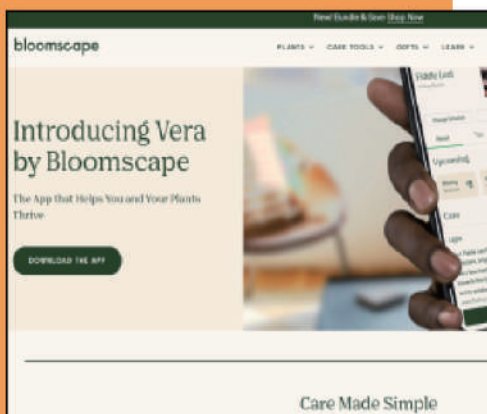 New! Bundle & Save Shop Now
bloomscape
PLANTS CARE TOOLS GIFTS LEARN
Introducing Vera
by Bloomscape
The App that Helps You and Your Plants
Thrive
DOWNLOAD THE APP
Fiddle Leaf
Upcoming
Care
Light
Care Made Simple